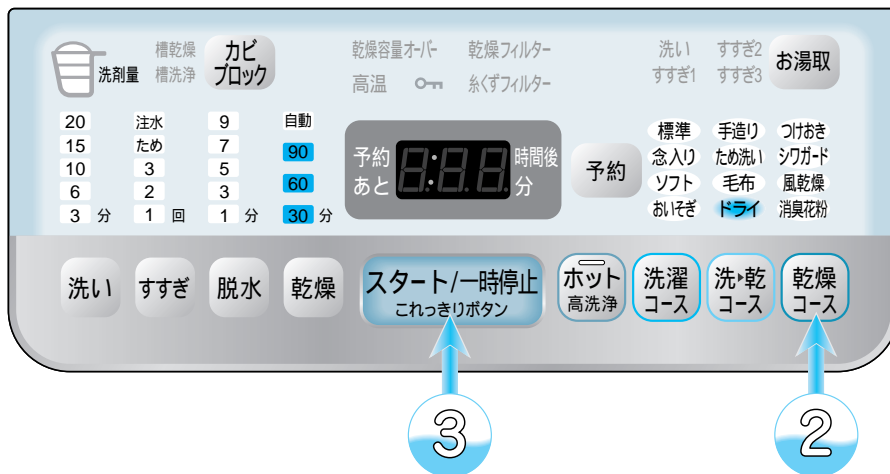 洗剤量
槽乾燥
槽洗浄
カビ
ブロック
乾燥容量オーバー 乾燥フィルター
高温 糸くずフィルター
洗い すすぎ2
すすぎ1 すすぎ3
お湯取
20 注水 9 自動
15 ため 7 90
10 3 5 60
6 2 3
3 分 1 回 1 分 30 分
予約 8:88 時間後
あと 分
予約
標準 手造り つけおき
念入り ため洗い シワガード
ソフト 毛布 風乾燥
おいそぎ ドライ 消臭花粉
洗い
すすぎ
脱水
乾燥
スタート/一時停止
これっきりボタン
ホット
高洗浄
洗濯
コース
洗▸乾
コース
乾燥
コース
3
2